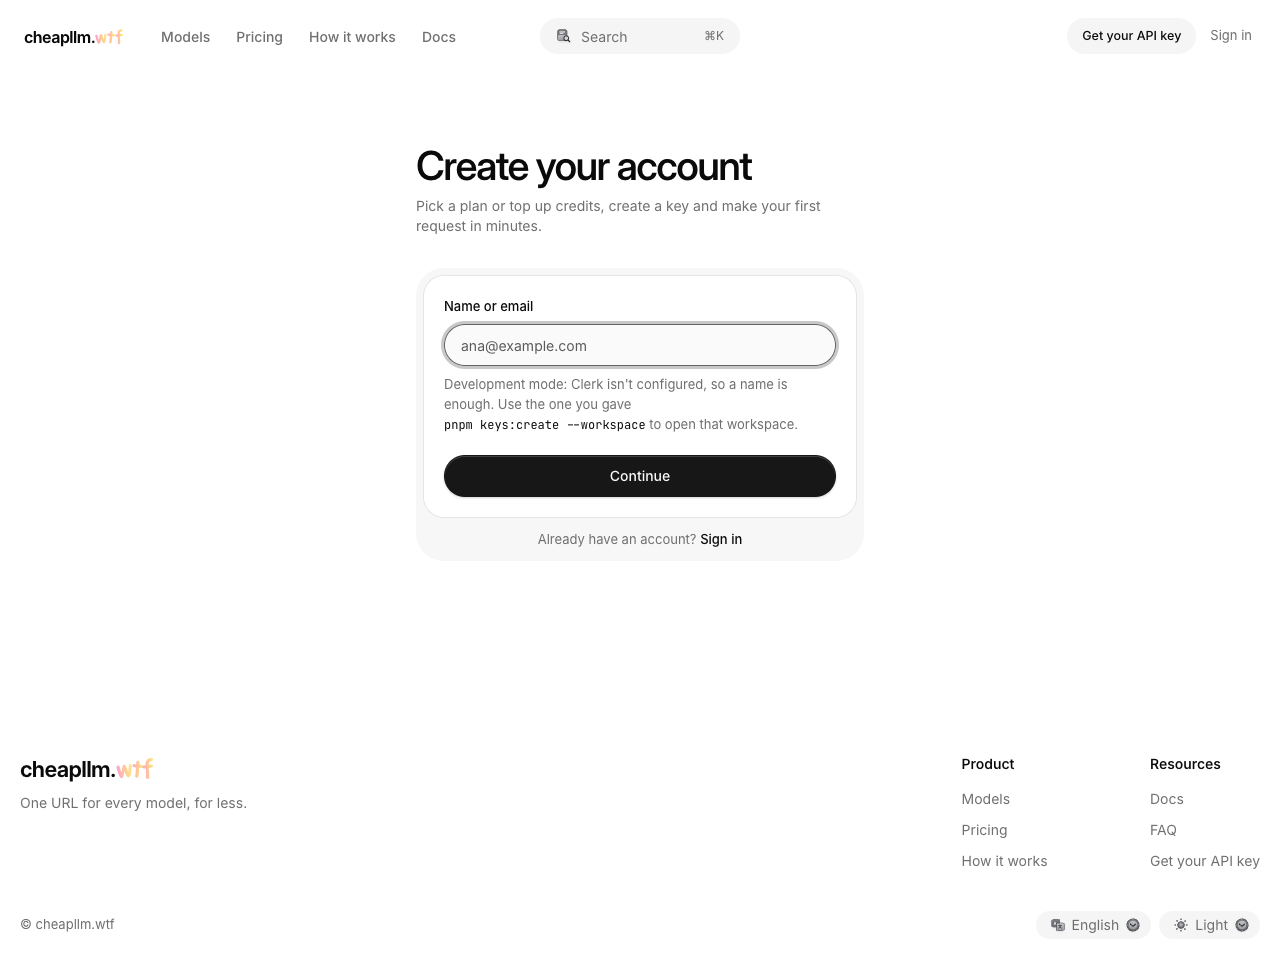 cheapllm.wtf
Models
Pricing
How it works
Docs
Search
⌘K
Get your API key
Sign in
Create your account
Pick a plan or top up credits, create a key and make your first
request in minutes.
Name or email
ana@example.com
Development mode: Clerk isn't configured, so a name is
enough. Use the one you gave
pnpm keys:create --workspace to open that workspace.
Continue
Already have an account? Sign in
cheapllm.wtf
One URL for every model, for less.
Product
Models
Pricing
How it works
Resources
Docs
FAQ
Get your API key
© cheapllm.wtf
English
Light